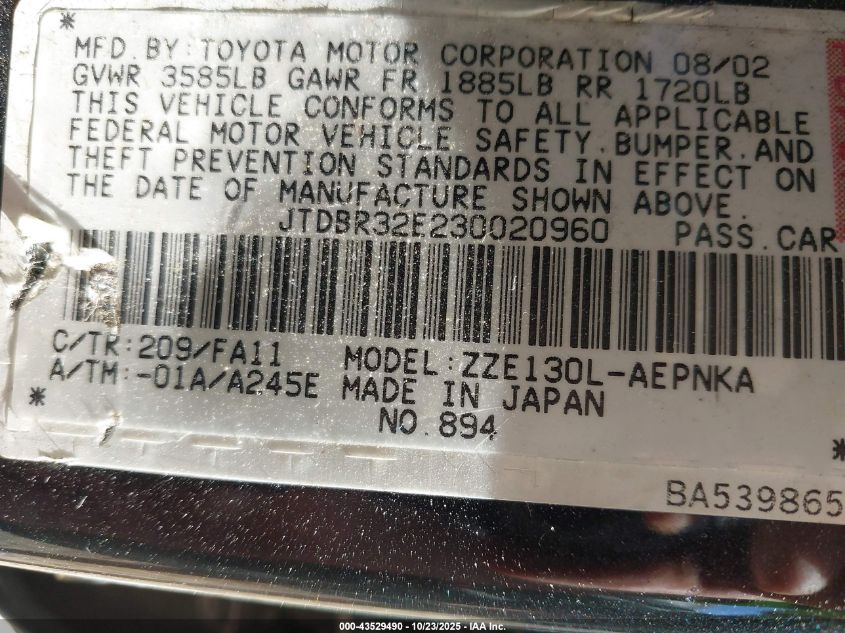 *
MFD.BY:TOYOTA MOTOR CORPORATION 08/02
GVWR 3585LB GAWR FR 1885LB RR 1720LB
THIS VEHICLE CONFORMS TO ALL APPLICABLE
FEDERAL MOTOR VEHICLE SAFETY,BUMPER,AND
THEFT PREVENTION STANDARDS IN EFFECT ON
THE DATE OF MANUFACTURE SHOWN ABOVE.
JTDBR32E230020960 PASS.CAR
C/TR:209/FA11 MODEL:ZZE130L-AEPNKA
A/TM:-01A/A245E MADE IN JAPAN
* NO.894 *
BA539865
000-43529490 - 10/23/2025 - IAA Inc.